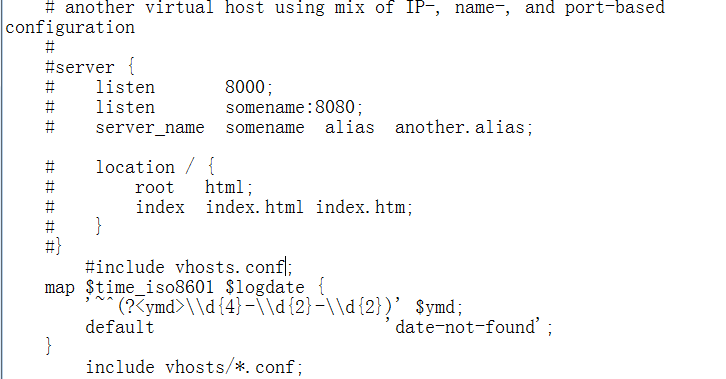 # another virtual host using mix of IP-, name-, and port-based
configuration
    #
    #server {
    #    listen       8000;
    #    listen       somename:8080;
    #    server_name  somename  alias  another.alias;

    #    location / {
    #        root   html;
    #        index  index.html index.htm;
    #    }
    #}
        #include vhosts.conf;
    map $time_iso8601 $logdate {
        '~^(?<ymd>\\d{4}-\\d{2}-\\d{2})' $ymd;
        default                       'date-not-found';
    }
        include vhosts/*.conf;